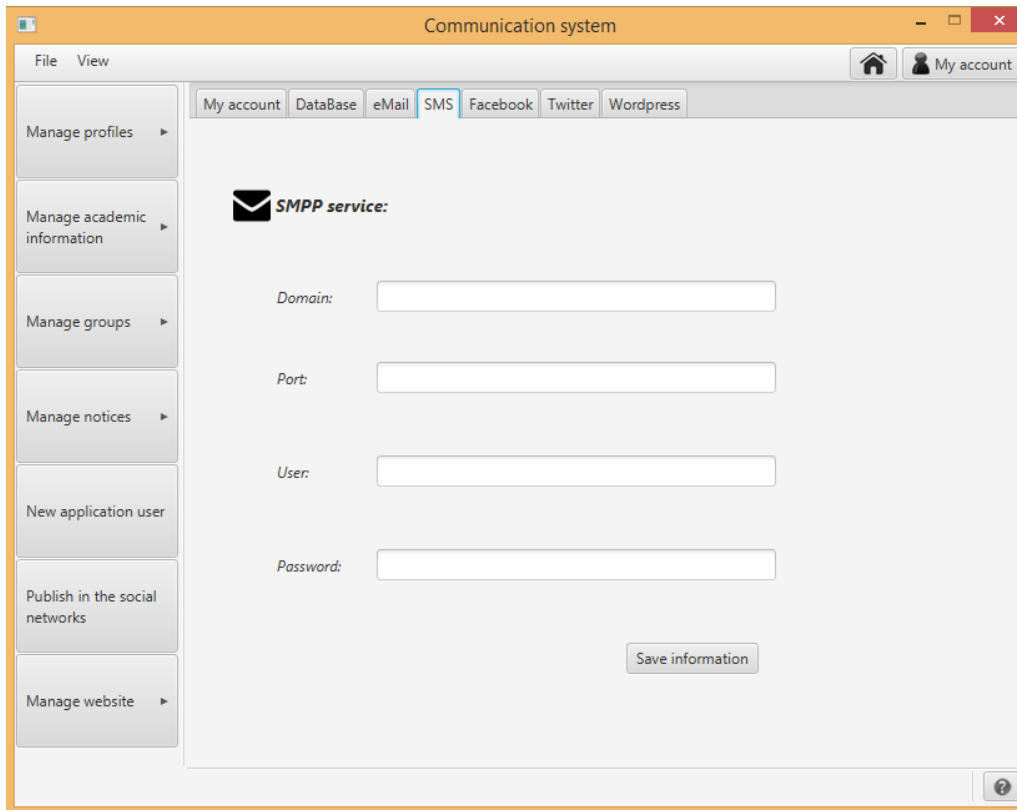 Communication system
File View
My account
My account DataBase eMail SMS Facebook Twitter Wordpress
Manage profiles
Manage academic
information
Manage groups
Manage notices
New application user
Publish in the social
networks
Manage website
SMPP service:
Domain:
Port:
User:
Password:
Save information